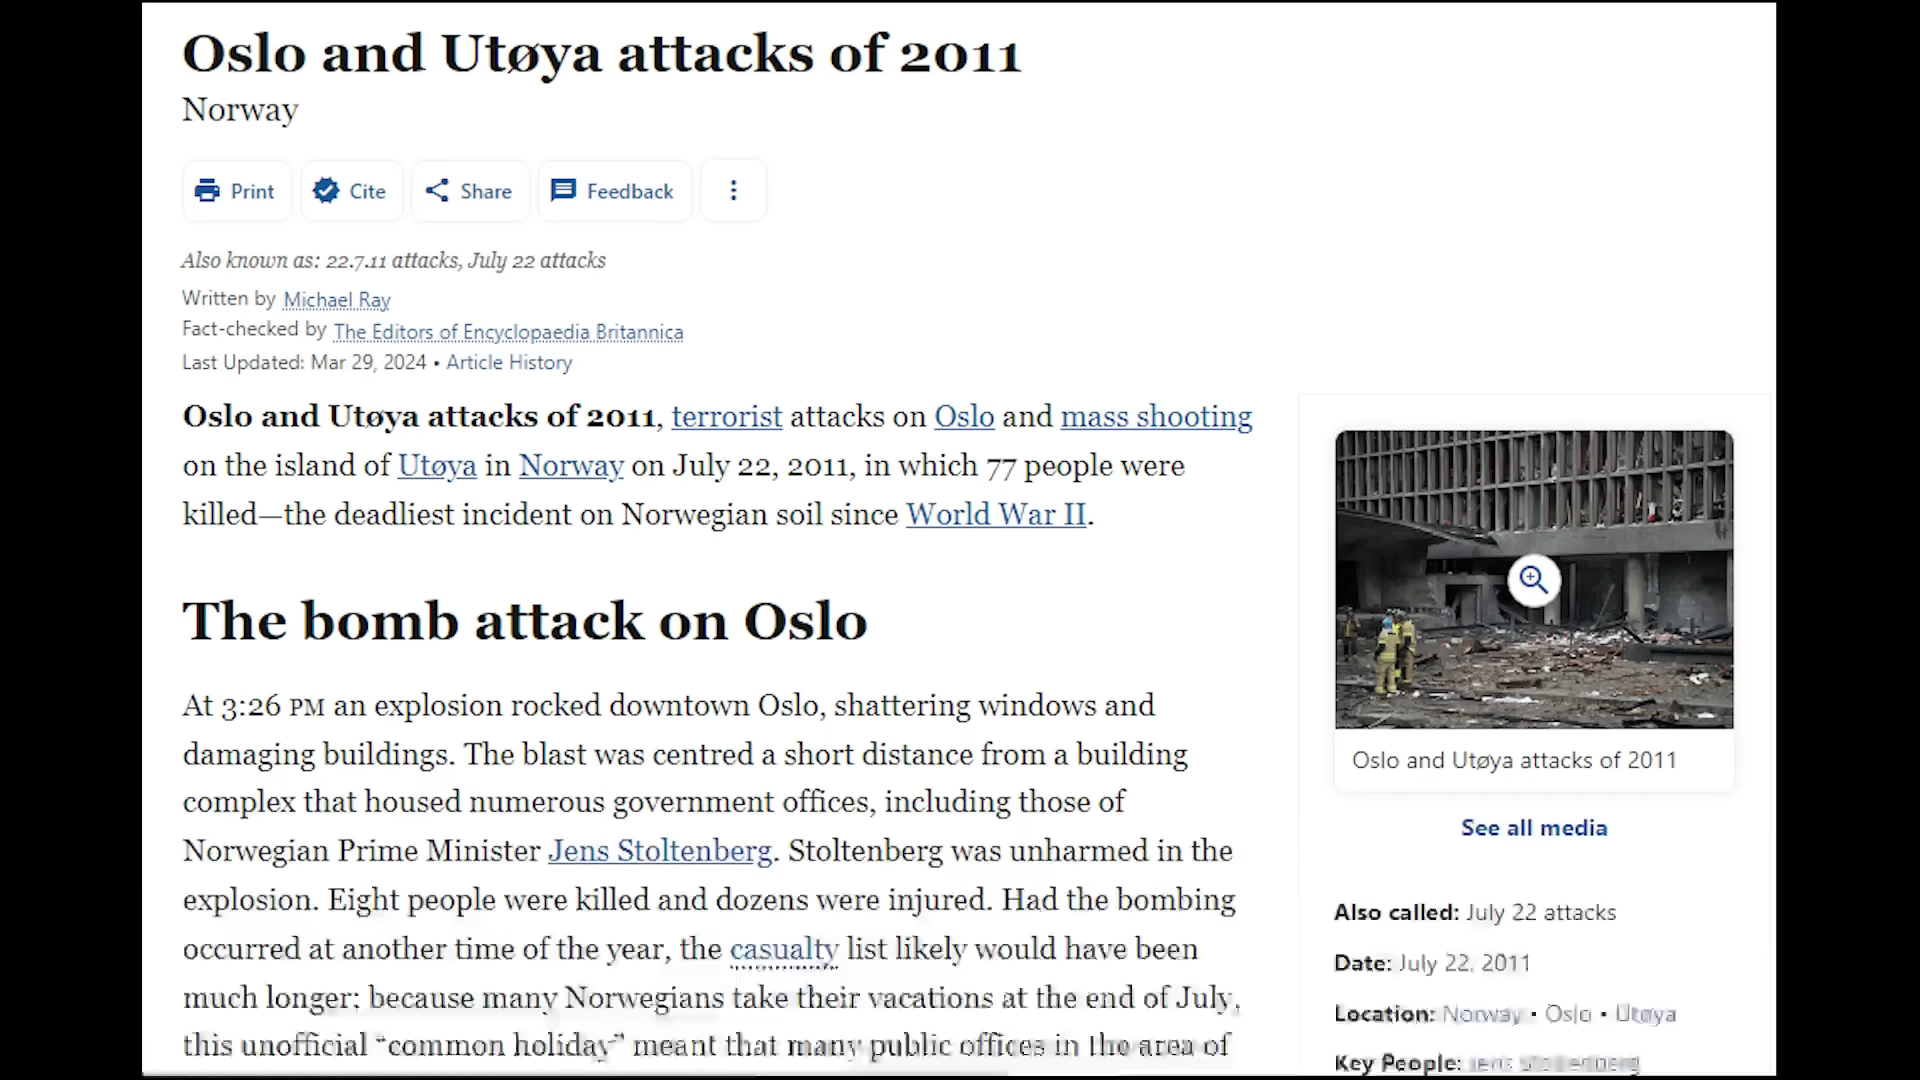 Oslo and Utøya attacks of 2011
Norway
Print
Cite
Share
Feedback
Also known as: 22.7.11 attacks, July 22 attacks
Written by Michael Ray
Fact-checked by The Editors of Encyclopaedia Britannica
Last Updated: Mar 29, 2024 • Article History
Oslo and Utøya attacks of 2011, terrorist attacks on Oslo and mass shooting
on the island of Utøya in Norway on July 22, 2011, in which 77 people were
killed—the deadliest incident on Norwegian soil since World War II.
The bomb attack on Oslo
At 3:26 PM an explosion rocked downtown Oslo, shattering windows and
damaging buildings. The blast was centred a short distance from a building
complex that housed numerous government offices, including those of
Norwegian Prime Minister Jens Stoltenberg. Stoltenberg was unharmed in the
explosion. Eight people were killed and dozens were injured. Had the bombing
occurred at another time of the year, the casualty list likely would have been
much longer; because many Norwegians take their vacations at the end of July,
this unofficial “common holiday” meant that many public offices in the area of
Oslo and Utøya attacks of 2011
See all media
Also called: July 22 attacks
Date: July 22, 2011
Location: Norway • Oslo • Utøya
Key People: Jens Stoltenberg